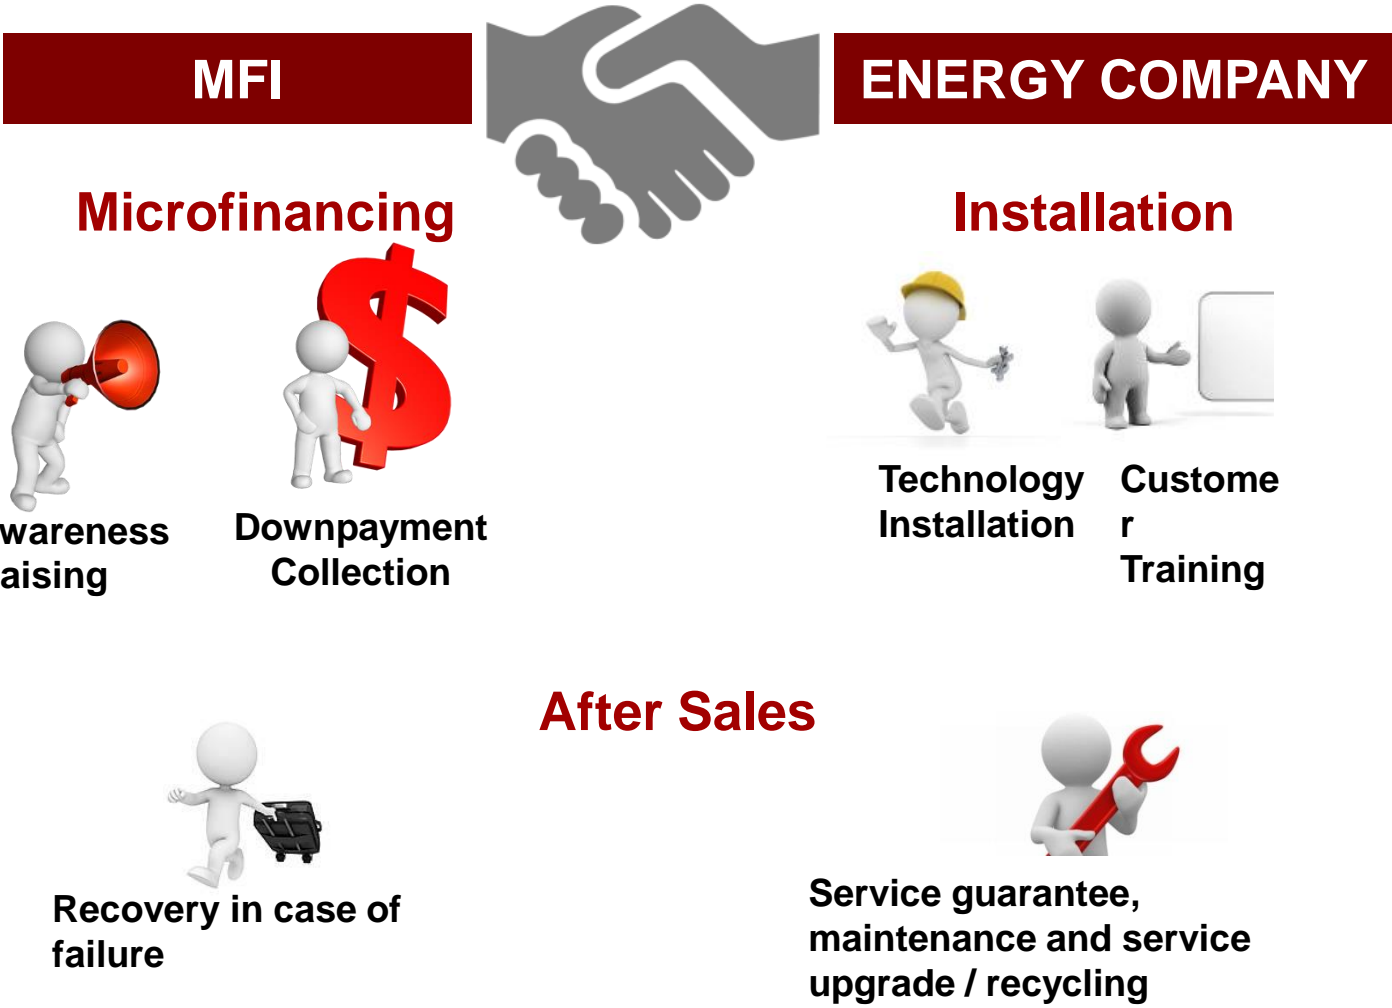 MFI
ENERGY COMPANY
Microfinancing
Installation
wareness
aising
Downpayment
Collection
Technology
Installation
Custome
r
Training
After Sales
Recovery in case of
failure
Service guarantee,
maintenance and service
upgrade / recycling